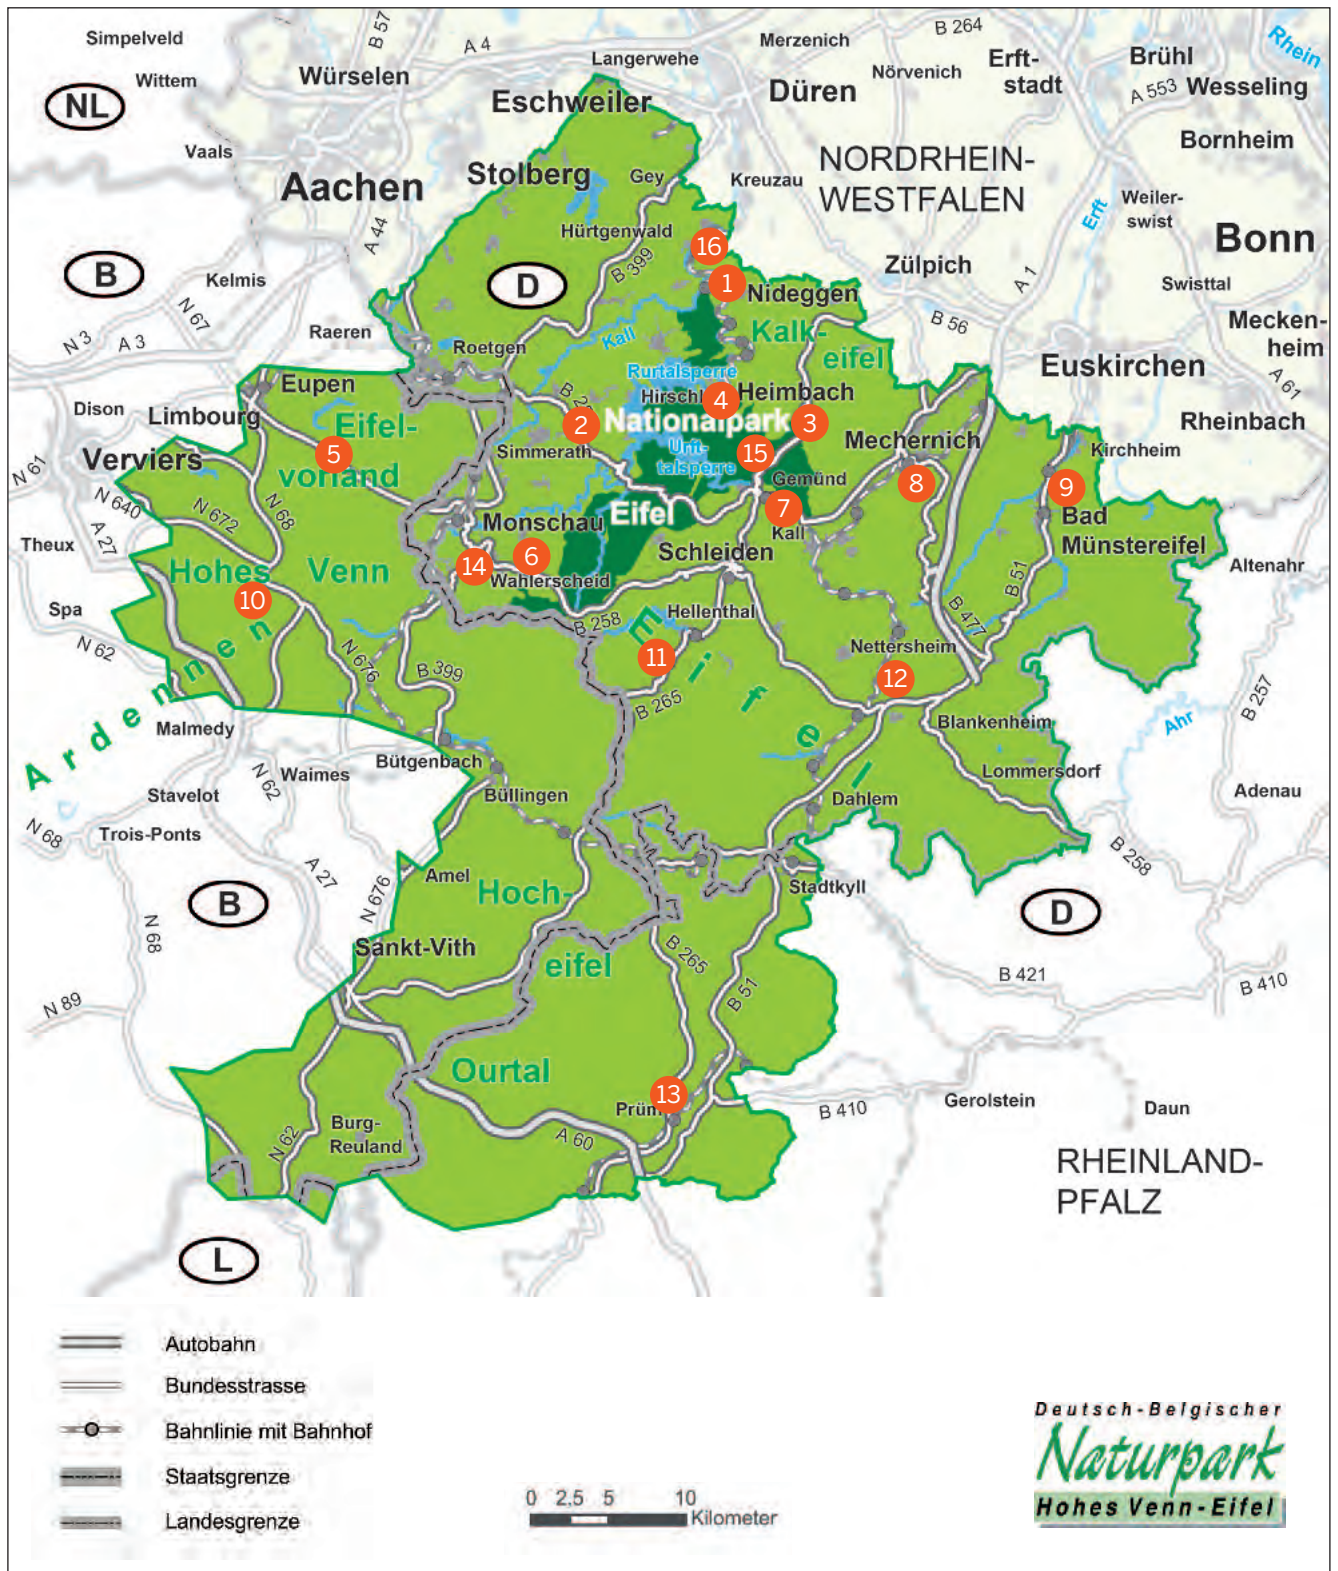 Simpelveld
B 57
A 4
Langerwehe
Merzenich
B 264
Erft-
stadt
Brühl
Rhein
Wittem
Würselen
Eschweiler
Düren
Nörvenich
A 553
Wesseling
NL
Bornheim
Vaals
Aachen
Stolberg
Gey
Kreuzau
NORDRHEIN-
WESTFALEN
Erft
Weiler-
swist
Bonn
A 44
Hürtgenwald
16
B
Kelmis
D
B 399
1
Nideggen
Zülpich
A 1
Swisttal
N 67
Raeren
N 3
A 3
Roetgen
Kall
Kalk-
eifel
B 56
Mecken-
heim
Euskirchen
A 61
Eupen
Rurtalsperre
Hirschl
4
Heimbach
Dison
Limbourg
Eifel-
vorland
5
B 2
2
Nationalpark
3
Rheinbach
Verviers
Simmerath
Urft-
talsperre
15
Mechernich
Kirchheim
N 61
N 640
N 672
N 68
Gemünd
8
9
A 27
Monschau
Eifel
7
Kall
Bad
Münstereifel
Theux
Hohes
Venn
14
6
Wahlerscheid
Schleiden
Altenahr
10
B 51
Spa
N 62
B 258
Hellenthal
B 477
Ardennen
N 676
B 399
Eifel
11
Nettersheim
12
B 265
B 257
Malmedy
Blankenheim
Ahr
N 62
Waimes
Bütgenbach
Lommersdorf
Stavelot
Büllingen
Dahlem
Adenau
N 68
Trois-Ponts
A 27
N 676
Amel
Hoch-
eifel
Stadtkyll
B 258
B
D
N 68
Sankt-Vith
B 265
B 51
B 421
B 410
N 89
Ourtal
13
Prüm
B 410
Gerolstein
Daun
Burg-
Reuland
N 62
A 60
RHEINLAND-
PFALZ
L
Autobahn
Bundesstrasse
Bahnlinie mit Bahnhof
Staatsgrenze
Landesgrenze
0 2.5 5 10
Kilometer
Deutsch-Belgischer
Naturpark
Hohes Venn-Eifel